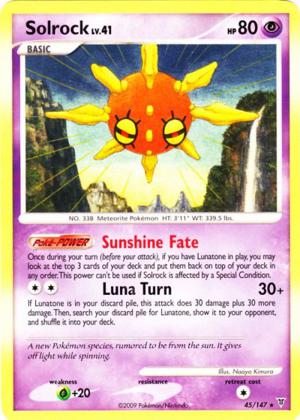 Solrock LV.41 HP 80
BASIC
NO. 338 Meteorite Pokémon HT: 3'11" WT: 339.5 lbs.
Poké-POWER Sunshine Fate
Once during your turn (before your attack), if you have Lunatone in play, you may
look at the top 3 cards of your deck and put them back on top of your deck in
any order. This power can't be used if Solrock is affected by a Special Condition.
Luna Turn 30+
If Lunatone is in your discard pile, this attack does 30 damage plus 30 more
damage. Then, search your discard pile for Lunatone, show it to your opponent,
and shuffle it into your deck.
A new Pokémon species, rumored to be from the sun. It gives
off light while spinning.
Illus. Naoyo Kimura
weakness resistance retreat cost
+20
©2009 Pokémon/Nintendo 45/147 ★